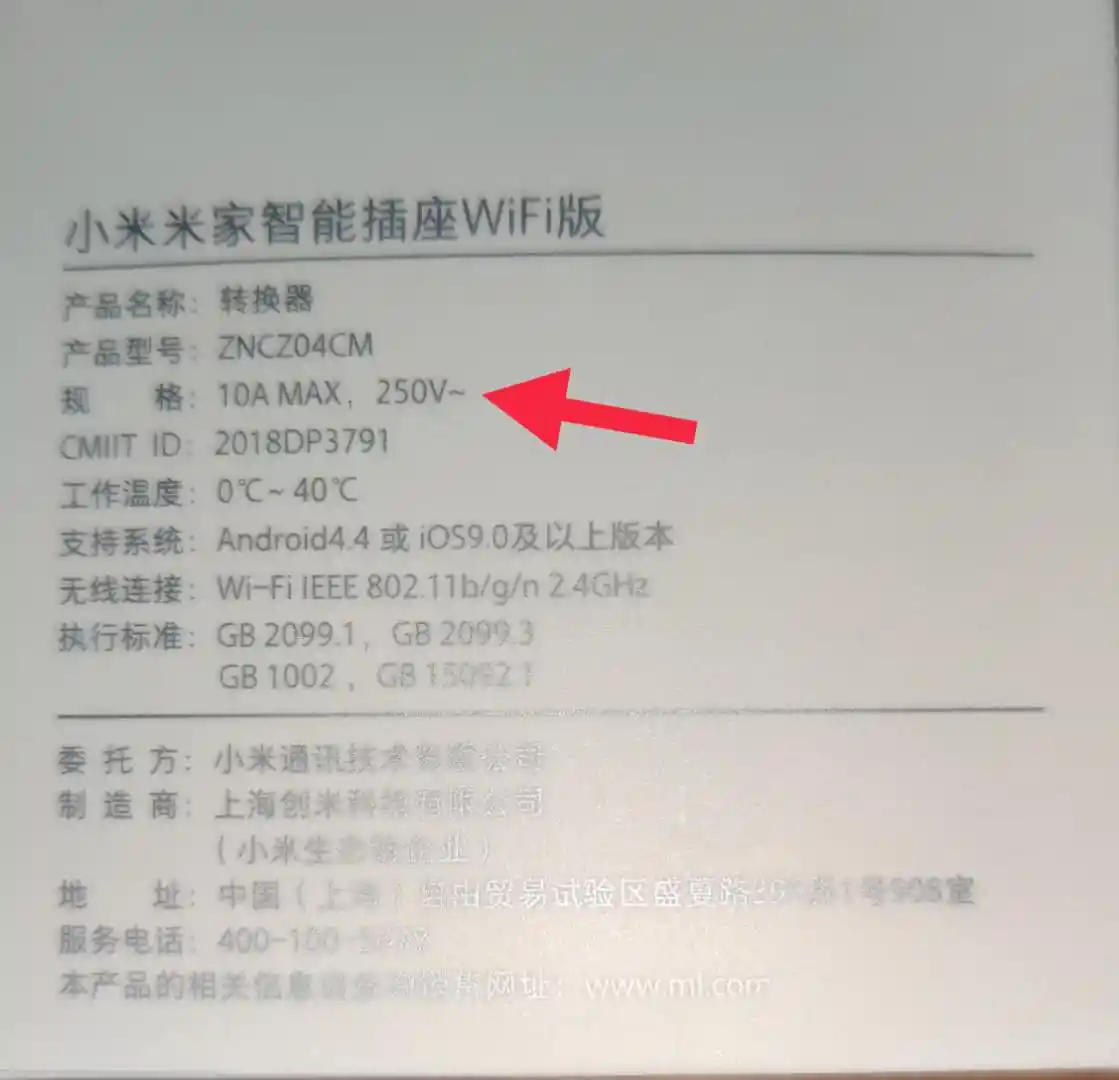 小米米家智能插座WiFi版
产品名称：转换器
产品型号：ZNCZ04CM
规 格：10A MAX，250V~
CMIIT ID：2018DP3791
工作温度：0℃~40℃
支持系统：Android4.4 或 iOS9.0及以上版本
无线连接：Wi-Fi IEEE 802.11b/g/n 2.4GHz
执行标准：GB 2099.1，GB 2099.3
GB 1002，GB 15092.1
委 托 方：小米通讯技术有限公司
制 造 商：上海创米科技有限公司
（小米生态链企业）
地 址：中国（上海）自由贸易试验区盛夏路1号908室
服务电话：400-100-
本产品的相关信息网址：www.mi.com